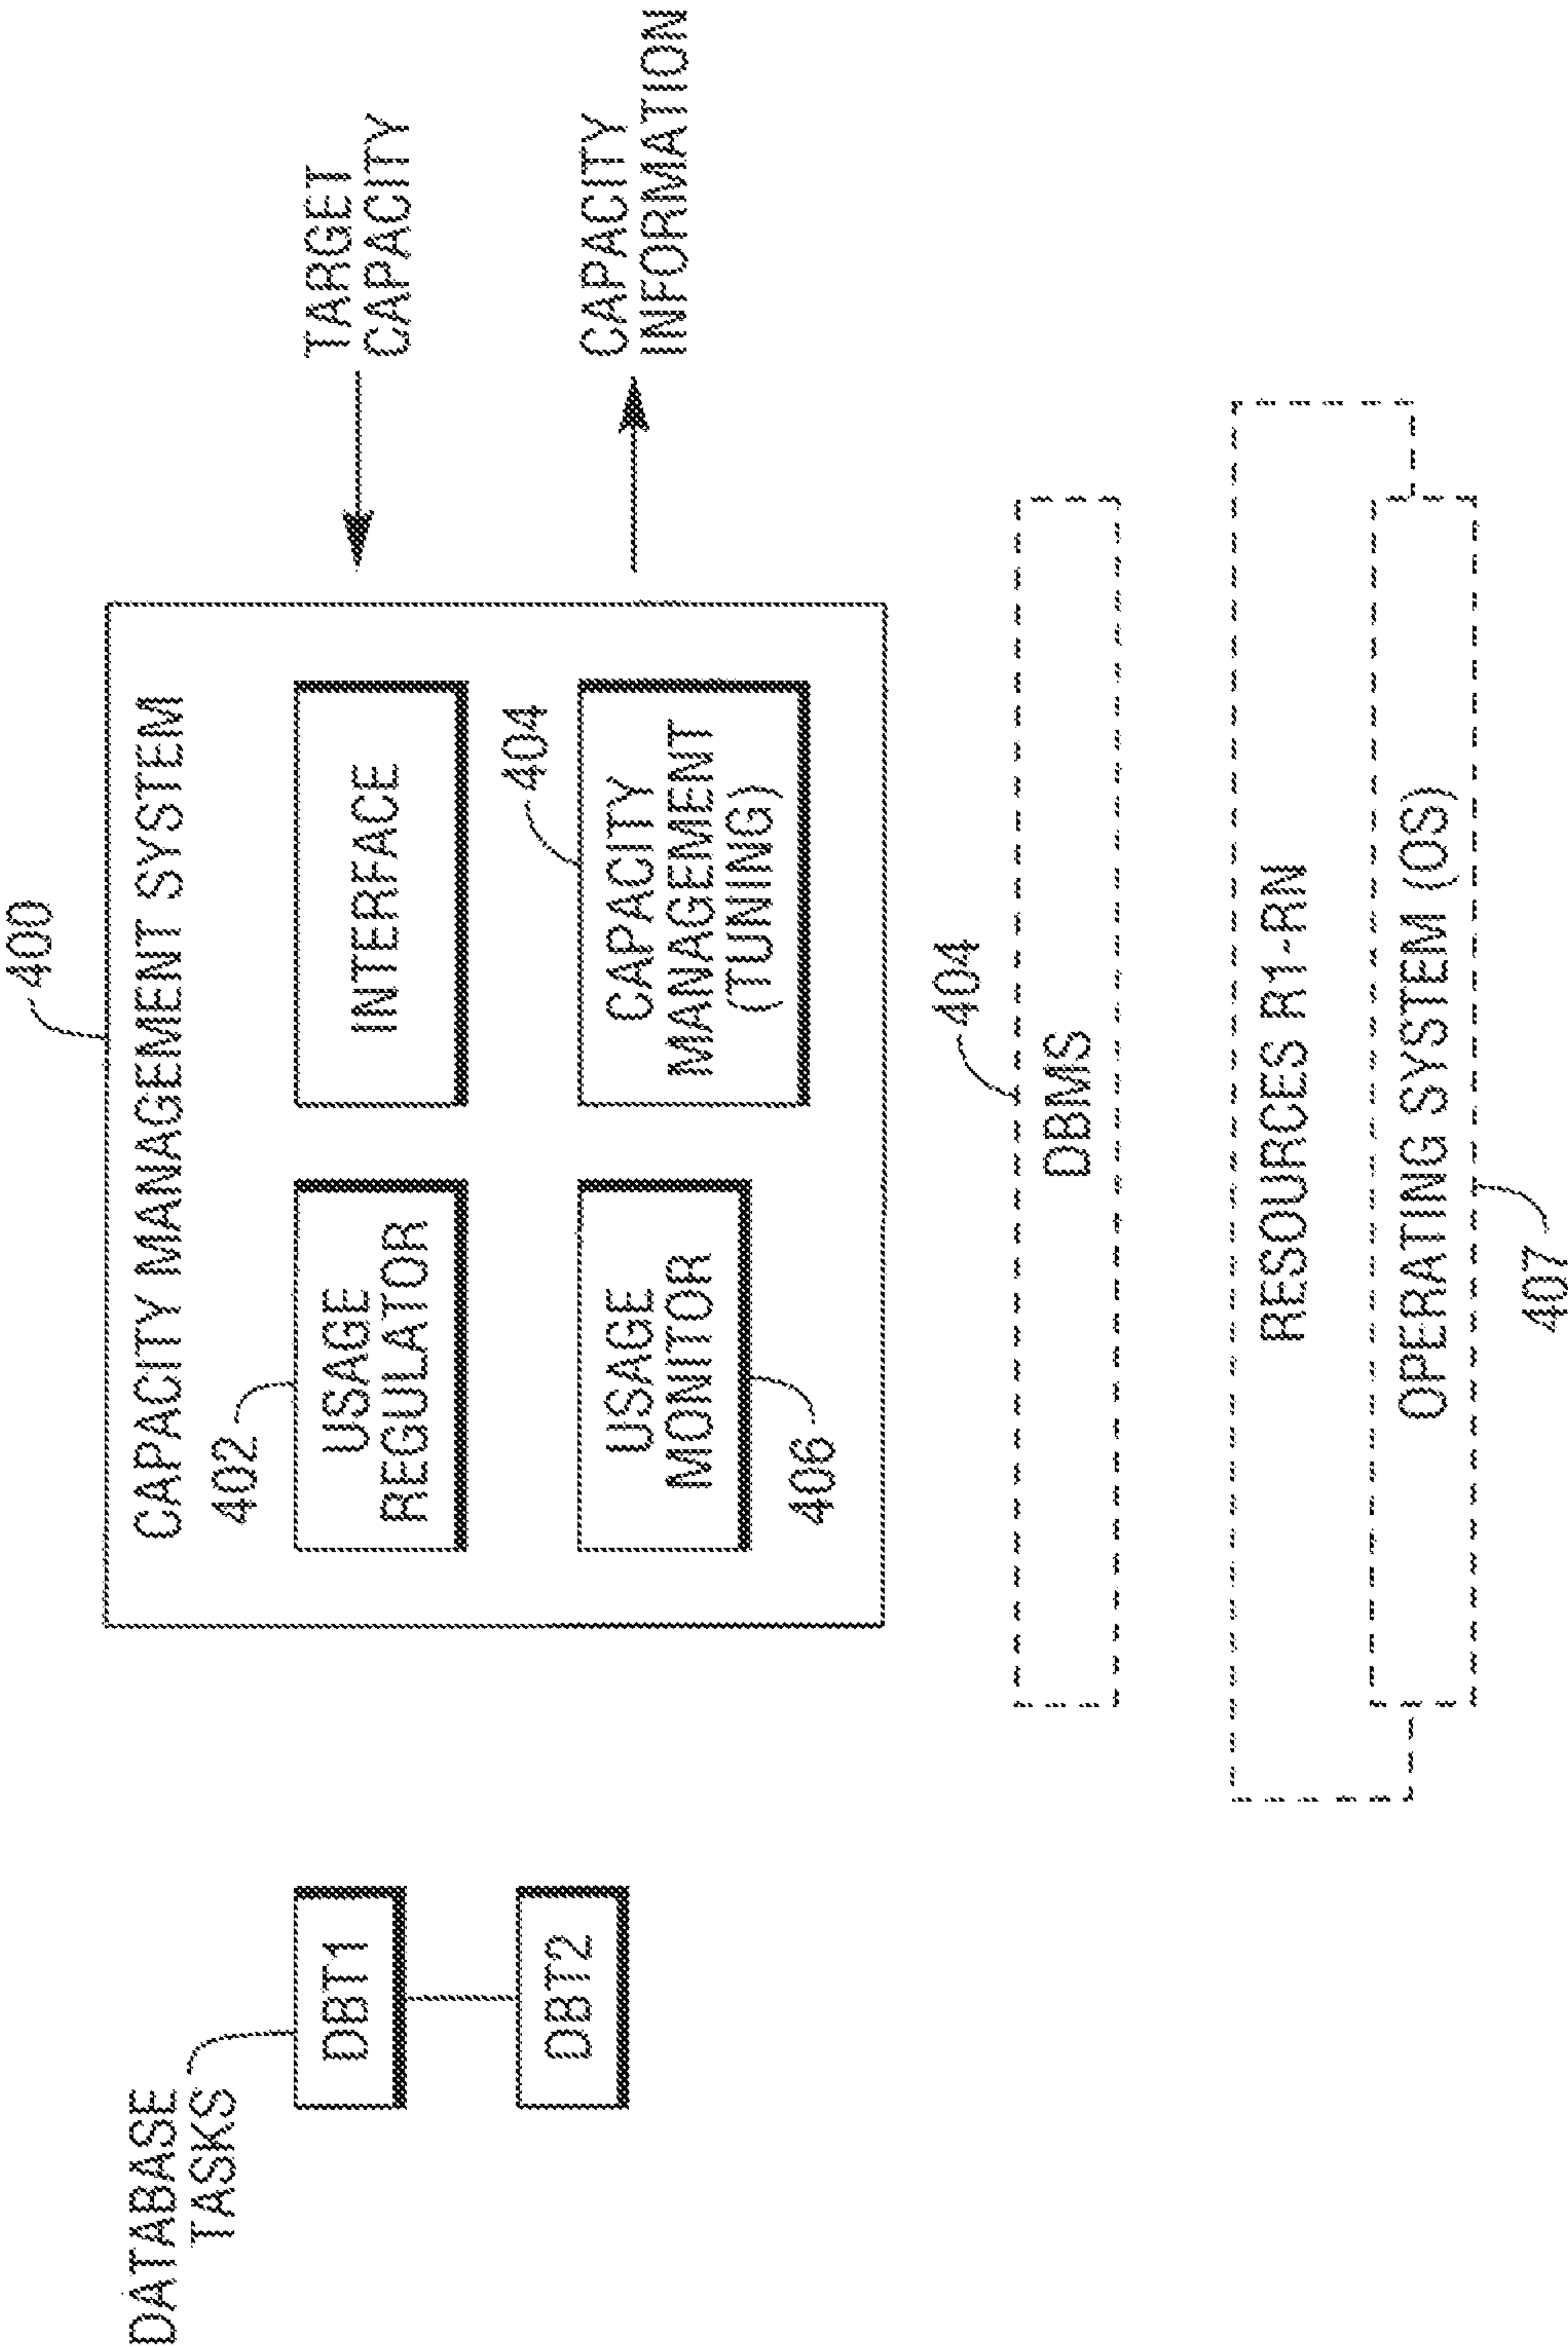 400
CAPACITY MANAGEMENT SYSTEM
DATABASE
TASKS
402
USAGE
REGULATOR
INTERFACE
TARGET
CAPACITY
DBT1
404
USAGE
MONITOR
406
CAPACITY
MANAGEMENT
(TUNING)
CAPACITY
INFORMATION
DBT2
404
DBMS
RESOURCES R1-RN
OPERATING SYSTEM (OS)
407